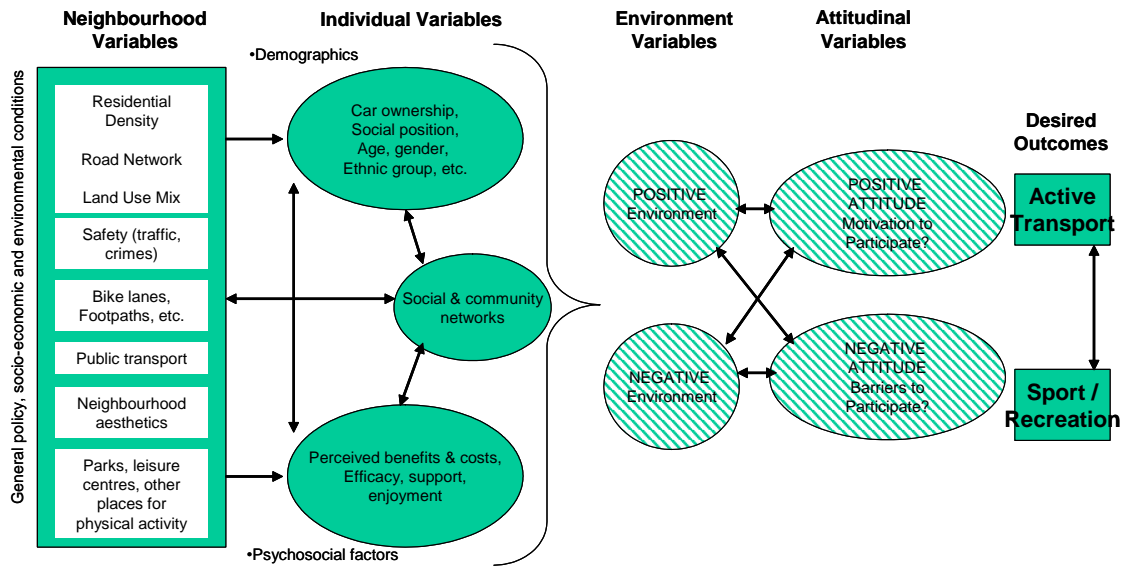 Neighbourhood
Variables
Individual Variables
Environment
Variables
Attitudinal
Variables
General policy, socio-economic and environmental conditions
Residential
Density
Road Network
Land Use Mix
Safety (traffic,
crimes)
Bike lanes,
Footpaths, etc.
Public transport
Neighbourhood
aesthetics
Parks, leisure
centres, other
places for
physical activity
•Demographics
Car ownership,
Social position,
Age, gender,
Ethnic group, etc.
Social & community
networks
Perceived benefits & costs,
Efficacy, support,
enjoyment
•Psychosocial factors
POSITIVE
Environment
NEGATIVE
Environment
POSITIVE
ATTITUDE
Motivation to
Participate?
NEGATIVE
ATTITUDE
Barriers to
Participate?
Desired
Outcomes
Active
Transport
Sport /
Recreation